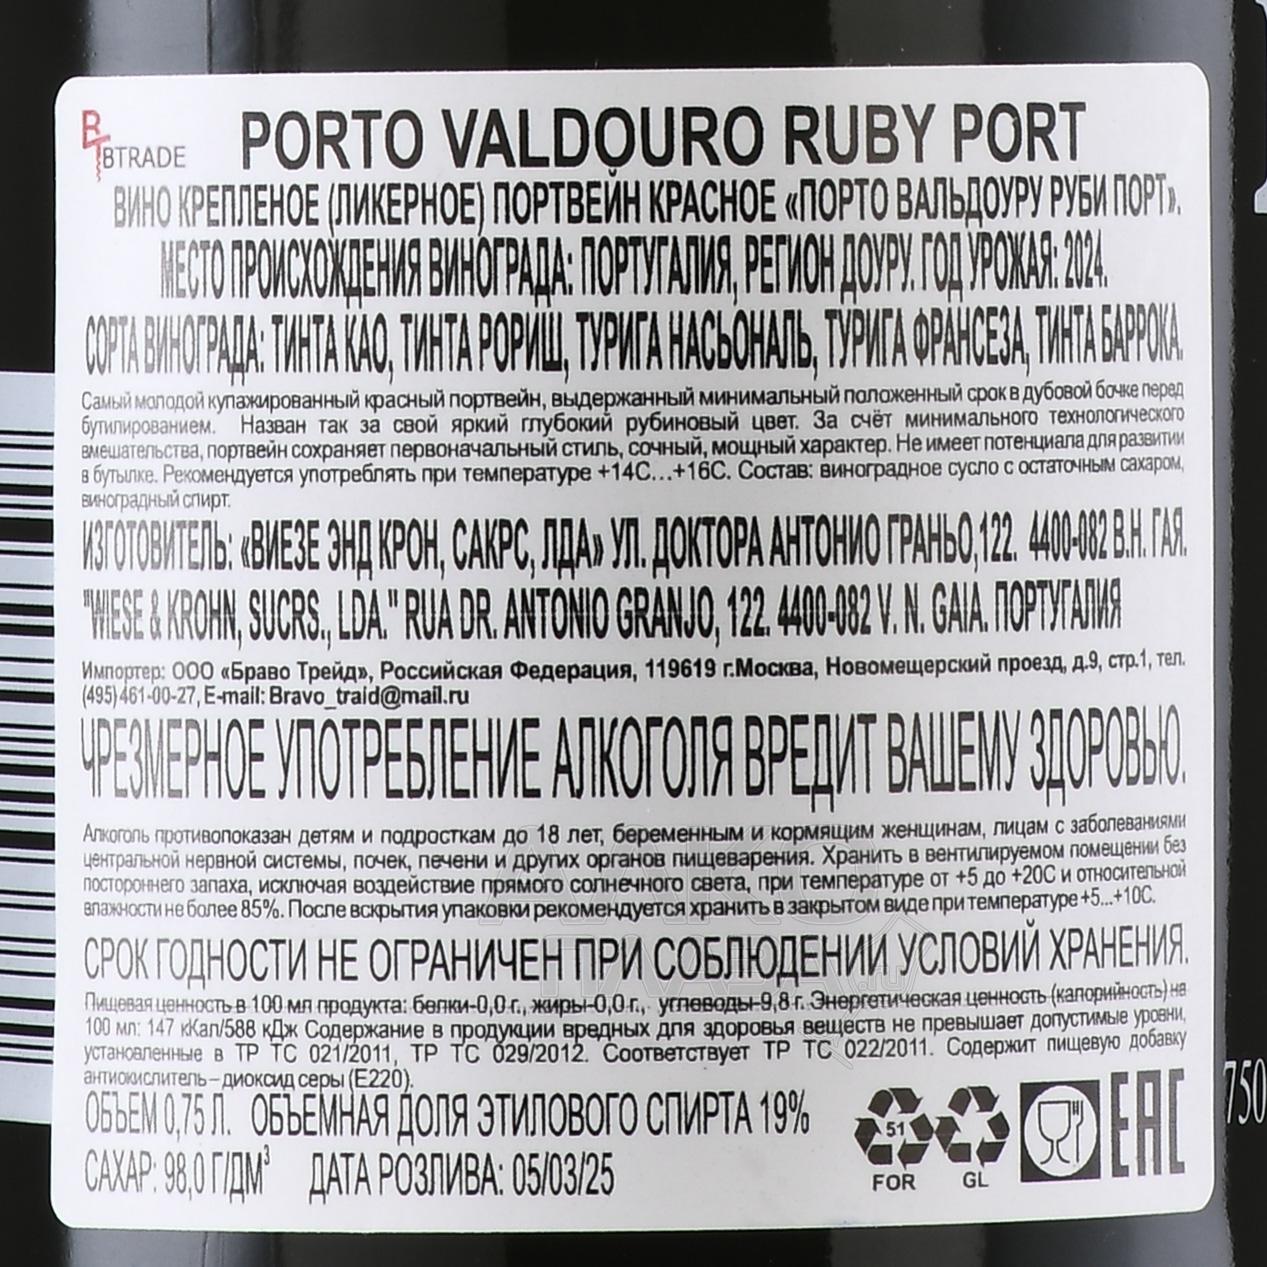 BTRADE
PORTO VALDOURO RUBY PORT
ВИНО КРЕПЛЕНОЕ (ЛИКЕРНОЕ) ПОРТВЕЙН КРАСНОЕ «ПОРТО ВАЛЬДОУРУ РУБИ ПОРТ».
МЕСТО ПРОИСХОЖДЕНИЯ ВИНОГРАДА: ПОРТУГАЛИЯ, РЕГИОН ДОУРУ. ГОД УРОЖАЯ: 2024.
СОРТА ВИНОГРАДА: ТИНТА КАО, ТИНТА РОРИШ, ТУРИГА НАСЬОНАЛЬ, ТУРИГА ФРАНСЕЗА, ТИНТА БАРРОКА.
Самый молодой купажированный красный портвейн, выдержанный минимальный положенный срок в дубовой бочке перед
бутилированием. Назван так за свой яркий глубокий рубиновый цвет. За счёт минимального технологического
вмешательства, портвейн сохраняет первоначальный стиль, сочный, мощный характер. Не имеет потенциала для развитии
в бутылке. Рекомендуется употреблять при температуре +14С...+16С. Состав: виноградное сусло с остаточным сахаром,
виноградный спирт.
ИЗГОТОВИТЕЛЬ: «ВИЕЗЕ ЭНД КРОН, САКРС, ЛДА» УЛ. ДОКТОРА АНТОНИО ГРАНЬО,122. 4400-082 В.Н. ГАЯ.
"WIESE & KROHN, SUCRS., LDA." RUA DR. ANTONIO GRANJO, 122. 4400-082 V. N. GAIA. ПОРТУГАЛИЯ
Импортер: ООО «Браво Трейд», Российская Федерация, 119619 г.Москва, Новомещерский проезд, д.9, стр.1, тел.
(495)461-00-27, E-mail: Bravo_traid@mail.ru
ЧРЕЗМЕРНОЕ УПОТРЕБЛЕНИЕ АЛКОГОЛЯ ВРЕДИТ ВАШЕМУ ЗДОРОВЬЮ.
Алкоголь противопоказан детям и подросткам до 18 лет, беременным и кормящим женщинам, лицам с заболеваниями
центральной нервной системы, почек, печени и других органов пищеварения. Хранить в вентилируемом помещении без
постороннего запаха, исключая воздействие прямого солнечного света, при температуре от +5 до +20С и относительной
влажности не более 85%. После вскрытия упаковки рекомендуется хранить в закрытом виде при температуре +5...+10С.
СРОК ГОДНОСТИ НЕ ОГРАНИЧЕН ПРИ СОБЛЮДЕНИИ УСЛОВИЙ ХРАНЕНИЯ.
Пищевая ценность в 100 мл продукта: белки-0,0 г., жиры-0,0 г., углеводы-9,8 г. Энергетическая ценность (калорийность) на
100 мл: 147 кКал/588 кДж Содержание в продукции вредных для здоровья веществ не превышает допустимые уровни,
установленные в ТР ТС 021/2011, ТР ТС 029/2012. Соответствует ТР ТС 022/2011. Содержит пищевую добавку
антиокислитель – диоксид серы (Е220).
ОБЪЕМ 0,75 Л. ОБЪЕМНАЯ ДОЛЯ ЭТИЛОВОГО СПИРТА 19%
САХАР: 98,0 Г/ДМ³ ДАТА РОЗЛИВА: 05/03/25
51
FOR
GL
EAC
750